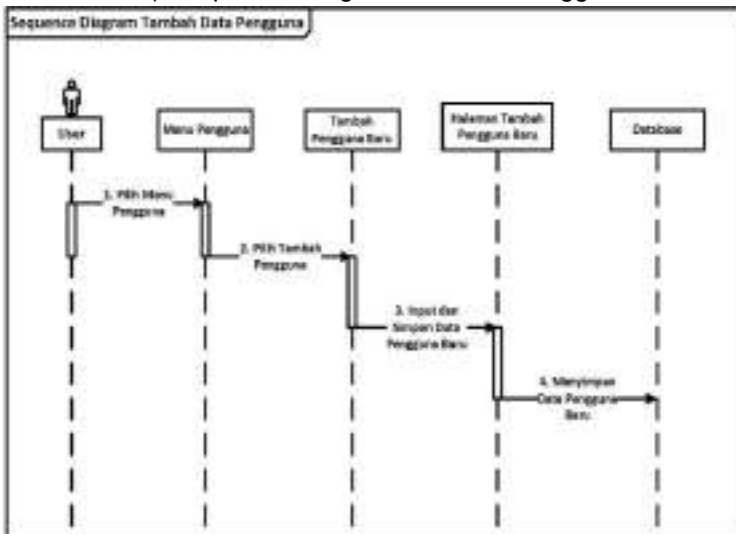 Sequence Diagram Tambah Data Pengguna
User
Menu Pengguna
Tambah
Pengguna Baru
Halaman Tambah
Pengguna Baru
Database
1. Pilih Menu
Pengguna
2. Pilih Tambah
Pengguna
3. Input dan
Simpan Data
Pengguna Baru
4. Menyimpan
Data Pengguna
Baru